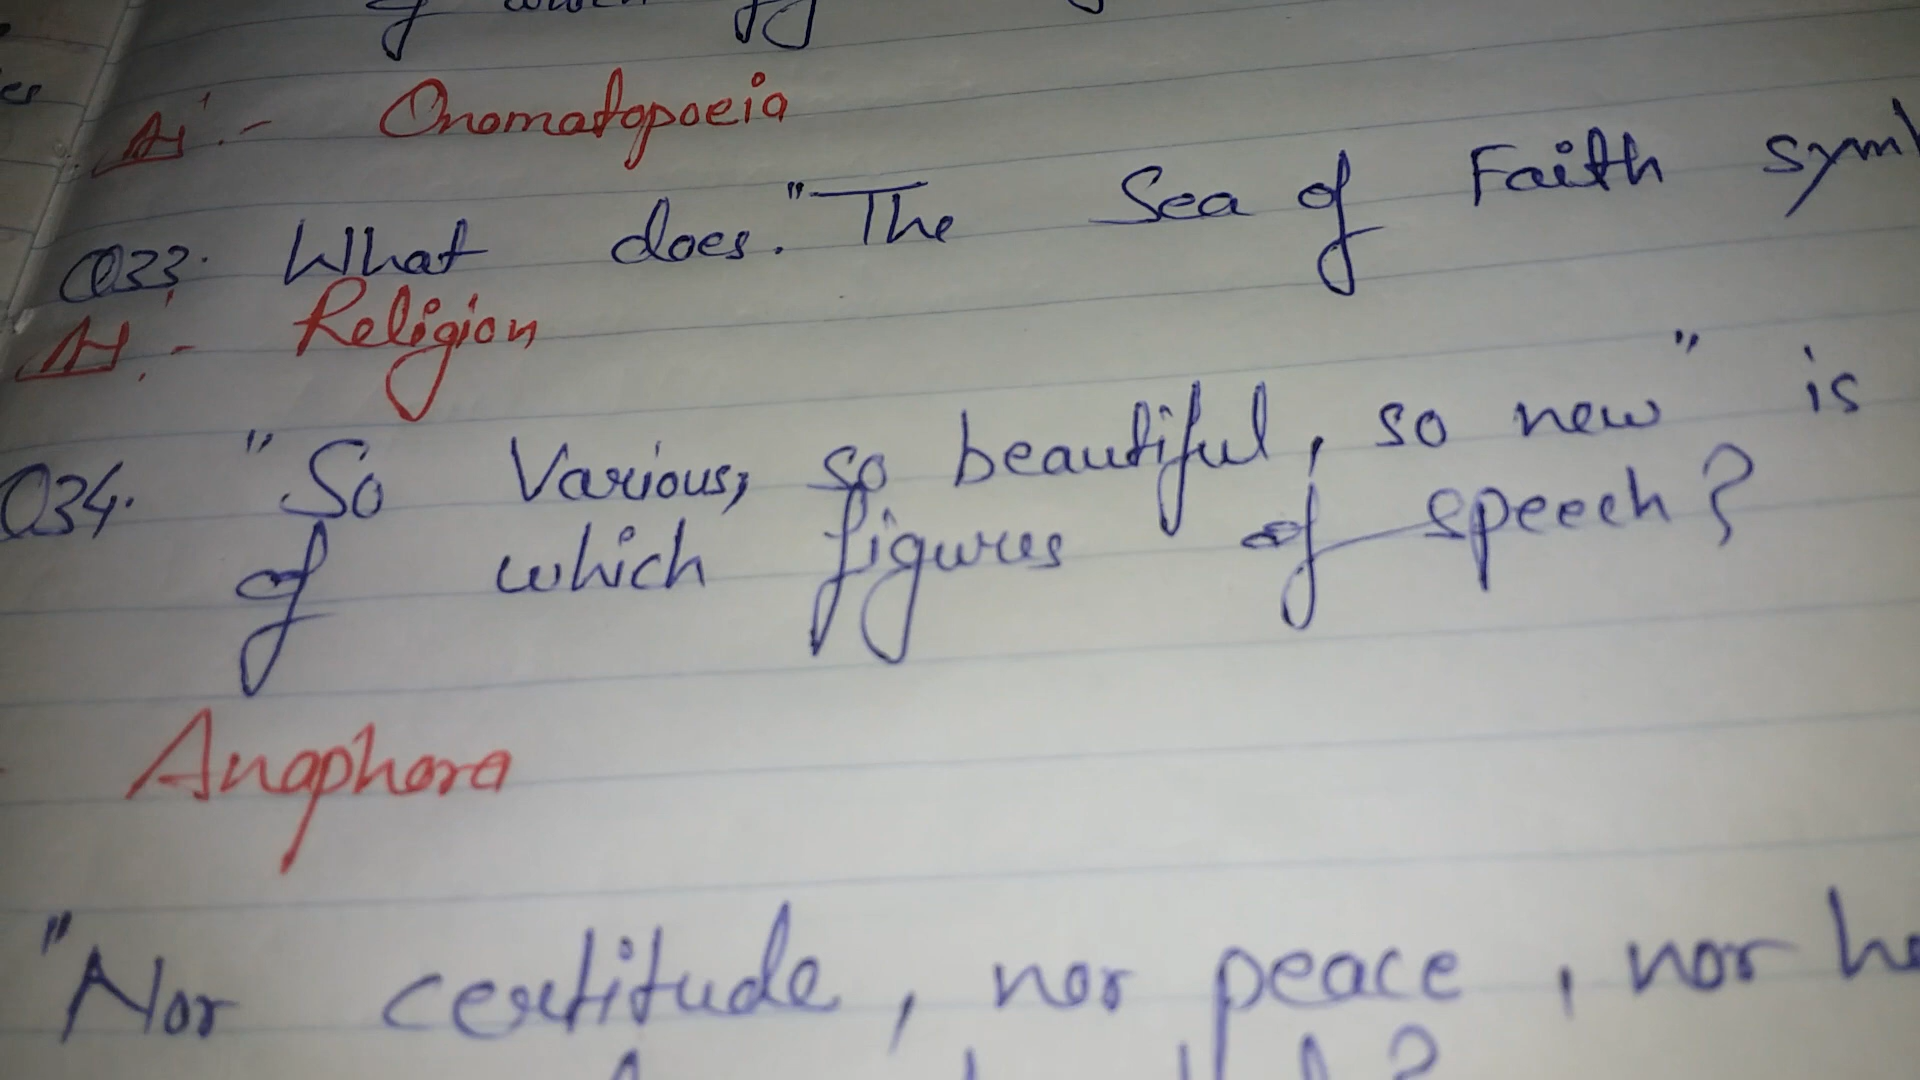 A:- Onomatopoeia
Q33. What does "The Sea of Faith
A:- Religion
Q34. "So Various, so beautiful, so new" is
of which figures of speech?
Anaphora
"Nor certitude, nor peace, nor